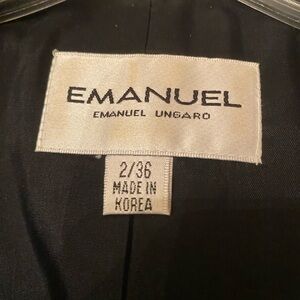 EMANUEL
EMANUEL UNGARO
2/36
MADE IN
KOREA